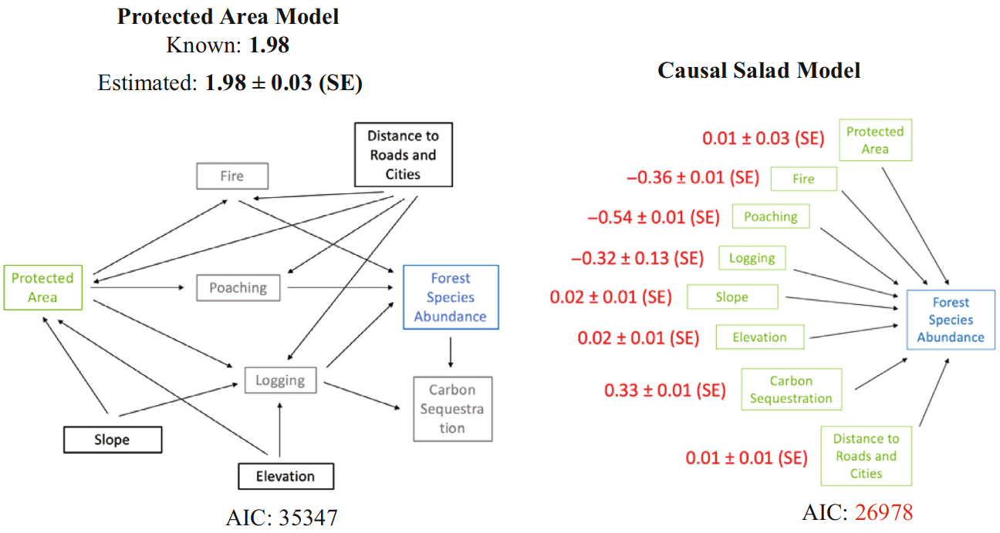 Protected Area Model
Known: 1.98
Estimated: 1.98 ± 0.03 (SE)
Distance to
Roads and
Cities
Fire
Protected
Area
Poaching
Forest
Species
Abundance
Logging
Carbon
Sequestra
tion
Slope
Elevation
AIC: 35347
Causal Salad Model
0.01 ± 0.03 (SE)
Protected
Area
–0.36 ± 0.01 (SE)
Fire
–0.54 ± 0.01 (SE)
Poaching
–0.32 ± 0.13 (SE)
Logging
0.02 ± 0.01 (SE)
Slope
0.02 ± 0.01 (SE)
Elevation
Forest
Species
Abundance
0.33 ± 0.01 (SE)
Carbon
Sequestration
0.01 ± 0.01 (SE)
Distance to
Roads and
Cities
AIC: 26978